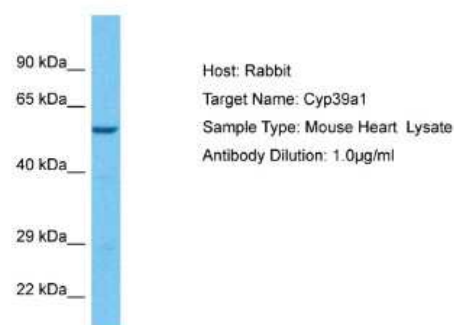 90 kDa
65 kDa
40 kDa
29 kDa
22 kDa
Host: Rabbit
Target Name: Cyp39a1
Sample Type: Mouse Heart Lysate
Antibody Dilution: 1.0µg/ml